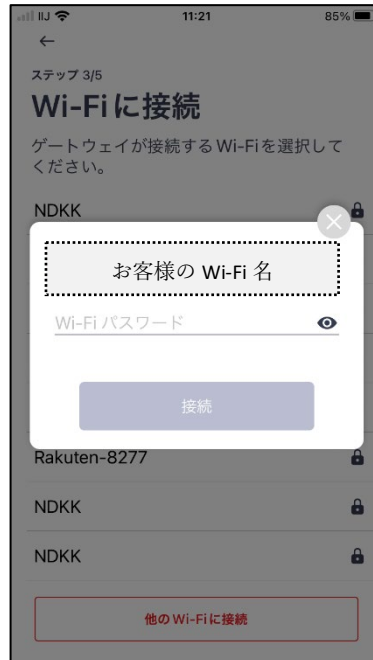 IIJ 11:21 85%
ステップ 3/5
Wi-Fiに接続
ゲートウェイが接続するWi-Fiを選択して
ください。
NDKK
お客様の Wi-Fi 名
Wi-Fi パスワード
接続
Rakuten-8277
NDKK
NDKK
他のWi-Fiに接続